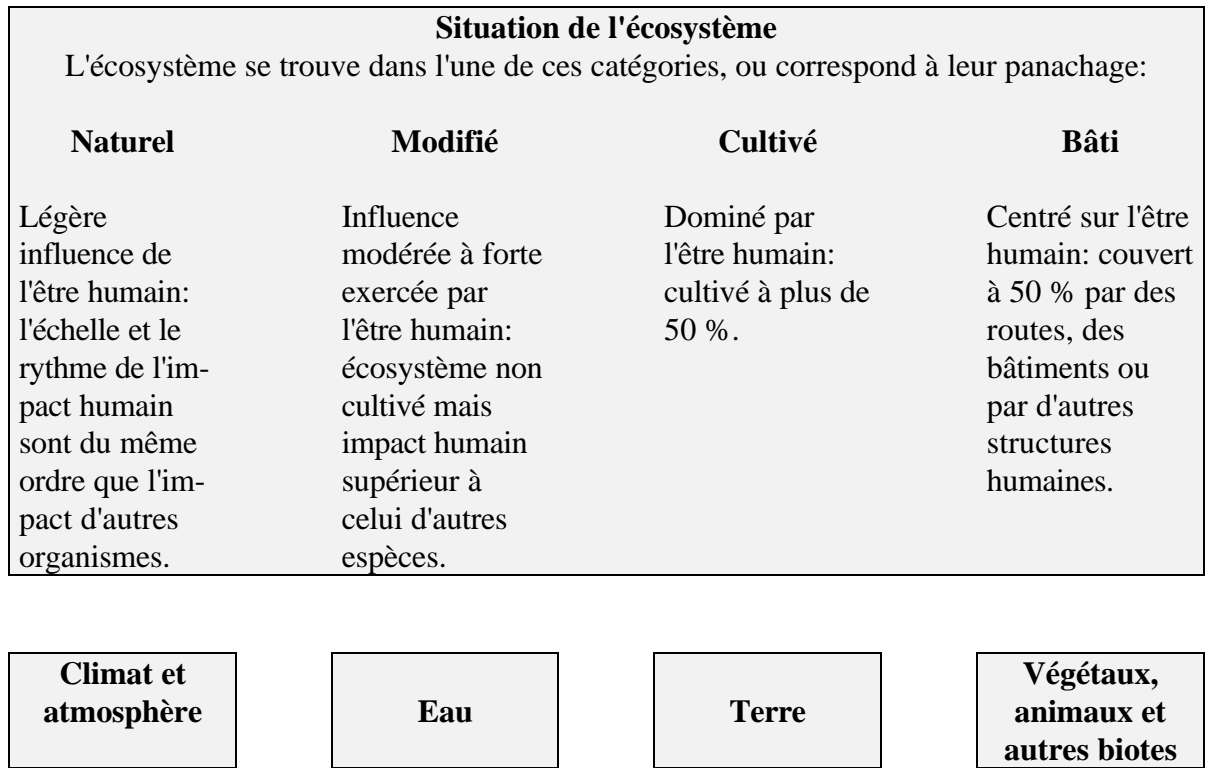 Situation de l'écosystème
L'écosystème se trouve dans l'une de ces catégories, ou correspond à leur panachage:
Naturel
Légère
influence de
l'être humain:
l'échelle et le
rythme de l'im-
pact humain
sont du même
ordre que l'im-
pact d'autres
organismes.
Modifié
Influence
modérée à forte
exercée par
l'être humain:
écosystème non
cultivé mais
impact humain
supérieur à
celui d'autres
espèces.
Cultivé
Dominé par
l'être humain:
cultivé à plus de
50 %.
Bâti
Centré sur l'être
humain: couvert
à 50 % par des
routes, des
bâtiments ou
par d'autres
structures
humaines.
Climat et
atmosphère
Eau
Terre
Végétaux,
animaux et
autres biotes